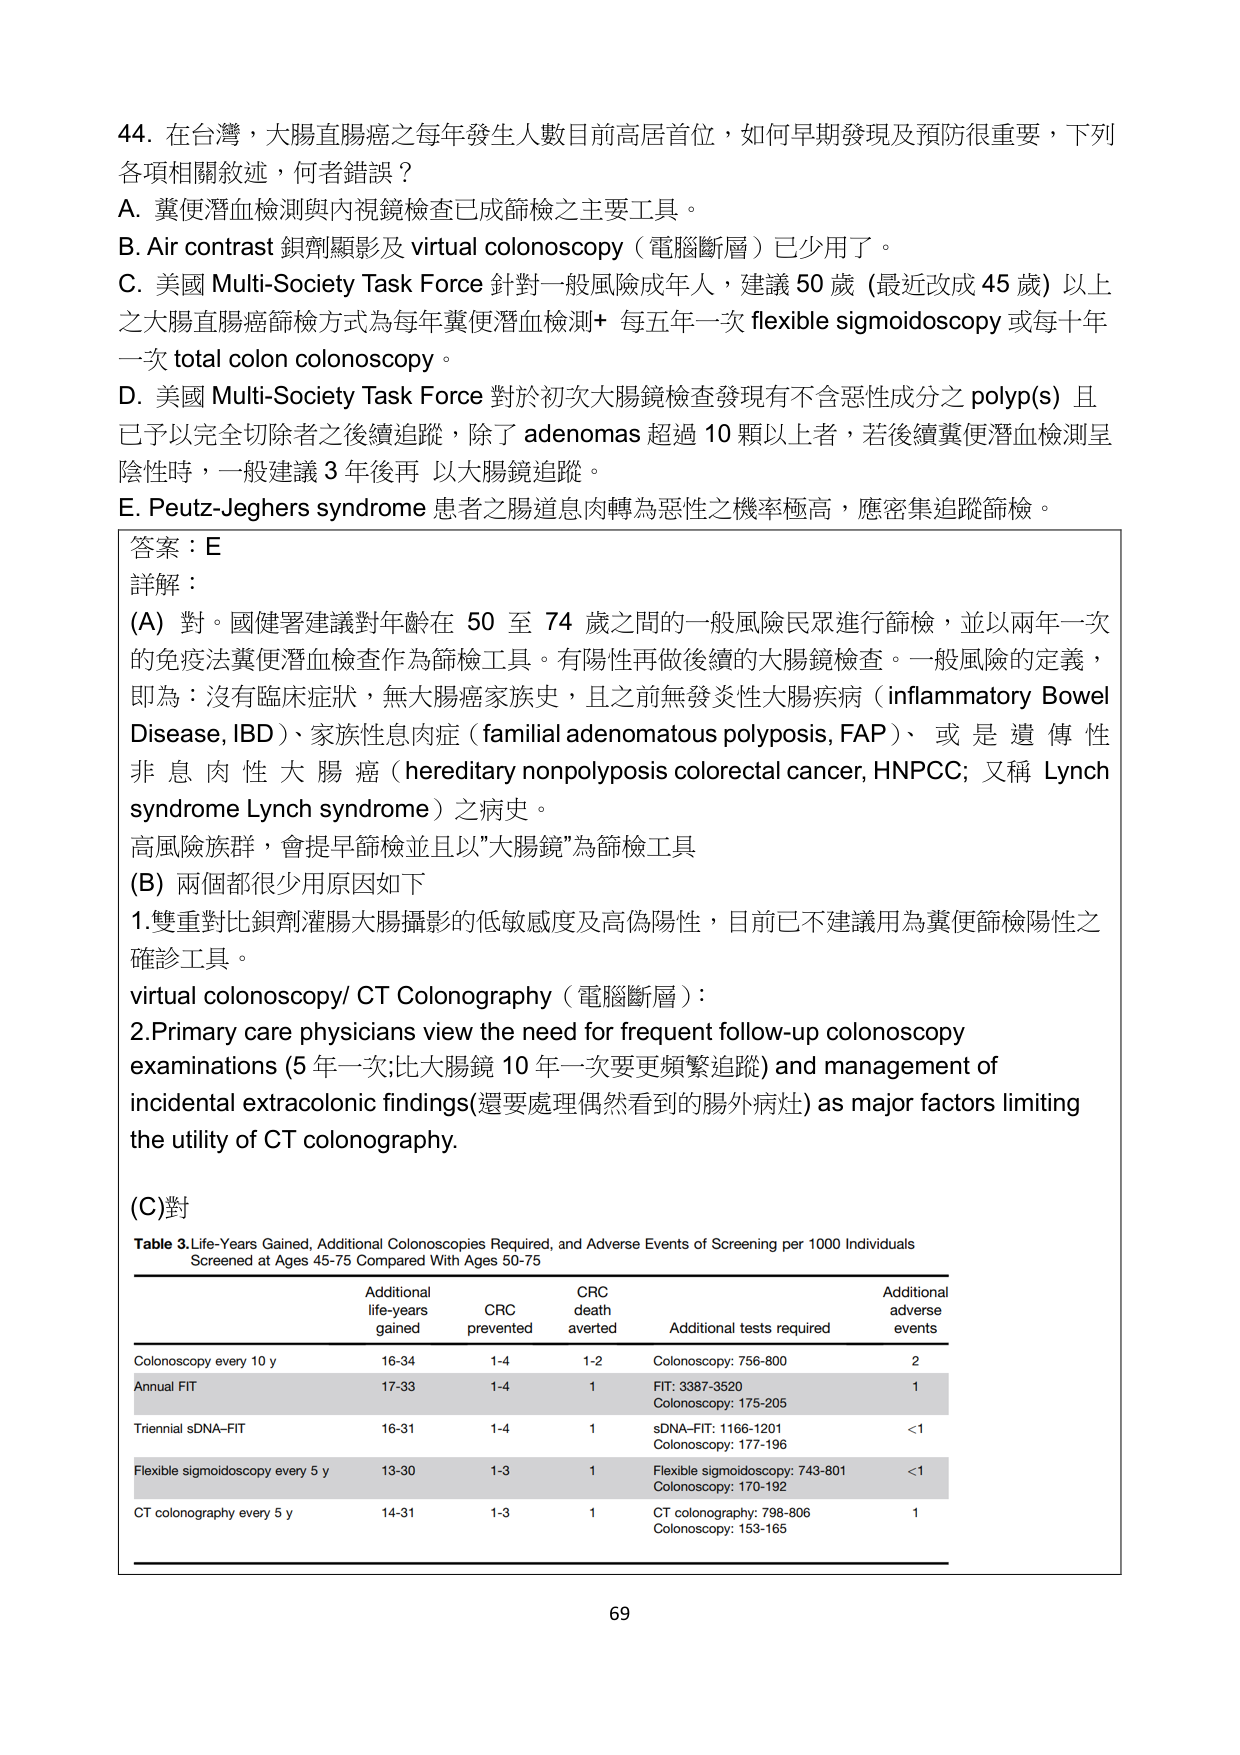 44. 在台灣，大腸直腸癌之每年發生人數目前高居首位，如何早期發現及預防很重要，下列
各項相關敘述，何者錯誤？
A. 糞便潛血檢測與內視鏡檢查已成篩檢之主要工具。
B. Air contrast 鋇劑顯影及 virtual colonoscopy（電腦斷層）已少用了。
C. 美國 Multi-Society Task Force 針對一般風險成年人，建議 50 歲 (最近改成 45 歲) 以上
之大腸直腸癌篩檢方式為每年糞便潛血檢測+ 每五年一次 flexible sigmoidoscopy 或每十年
一次 total colon colonoscopy。
D. 美國 Multi-Society Task Force 對於初次大腸鏡檢查發現有不含惡性成分之 polyp(s) 且
已予以完全切除者之後續追蹤，除了 adenomas 超過 10 顆以上者，若後續糞便潛血檢測呈
陰性時，一般建議 3 年後再 以大腸鏡追蹤。
E. Peutz-Jeghers syndrome 患者之腸道息肉轉為惡性之機率極高，應密集追蹤篩檢。
答案：E
詳解：
(A) 對。國健署建議對年齡在 50 至 74 歲之間的一般風險民眾進行篩檢，並以兩年一次
的免疫法糞便潛血檢查作為篩檢工具。有陽性再做後續的大腸鏡檢查。一般風險的定義，
即為：沒有臨床症狀，無大腸癌家族史，且之前無發炎性大腸疾病（inflammatory Bowel
Disease, IBD）、家族性息肉症（familial adenomatous polyposis, FAP）、 或 是 遺 傳 性
非 息 肉 性 大 腸 癌（hereditary nonpolyposis colorectal cancer, HNPCC; 又稱 Lynch
syndrome Lynch syndrome）之病史。
高風險族群，會提早篩檢並且以”大腸鏡”為篩檢工具
(B) 兩個都很少用原因如下
1.雙重對比鋇劑灌腸大腸攝影的低敏感度及高偽陽性，目前已不建議用為糞便篩檢陽性之
確診工具。
virtual colonoscopy/ CT Colonography（電腦斷層）：
2.Primary care physicians view the need for frequent follow-up colonoscopy
examinations (5 年一次;比大腸鏡 10 年一次要更頻繁追蹤) and management of
incidental extracolonic findings(還要處理偶然看到的腸外病灶) as major factors limiting
the utility of CT colonography.
(C)對
Table 3. Life-Years Gained, Additional Colonoscopies Required, and Adverse Events of Screening per 1000 Individuals
Screened at Ages 45-75 Compared With Ages 50-75
Additional life-years gained CRC prevented CRC death averted Additional tests required Additional adverse events
Colonoscopy every 10 y 16-34 1-4 1-2 Colonoscopy: 756-800 2
Annual FIT 17-33 1-4 1 FIT: 3387-3520 1
Colonoscopy: 175-205
Triennial sDNA–FIT 16-31 1-4 1 sDNA–FIT: 1166-1201 <1
Colonoscopy: 177-196
Flexible sigmoidoscopy every 5 y 13-30 1-3 1 Flexible sigmoidoscopy: 743-801 <1
Colonoscopy: 170-192
CT colonography every 5 y 14-31 1-3 1 CT colonography: 798-806 1
Colonoscopy: 153-165
69